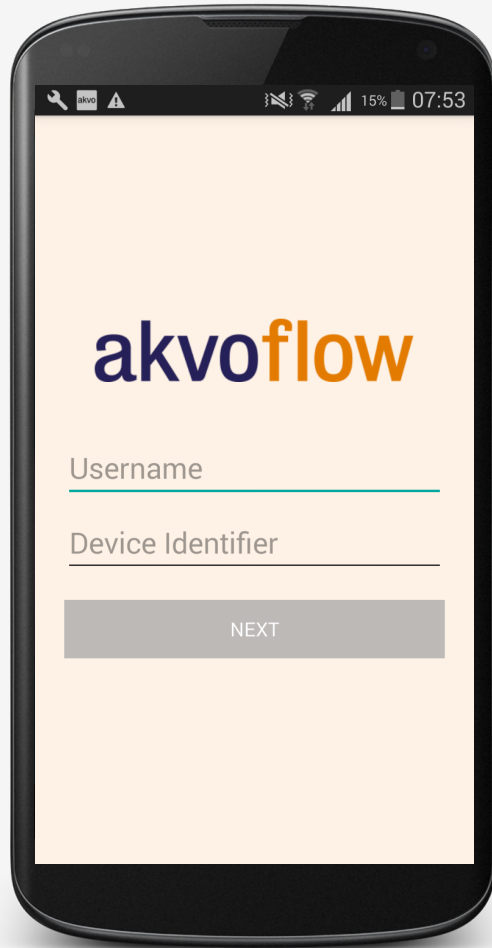 akvo 15% 07:53
akvoflow
Username
Device Identifier
NEXT